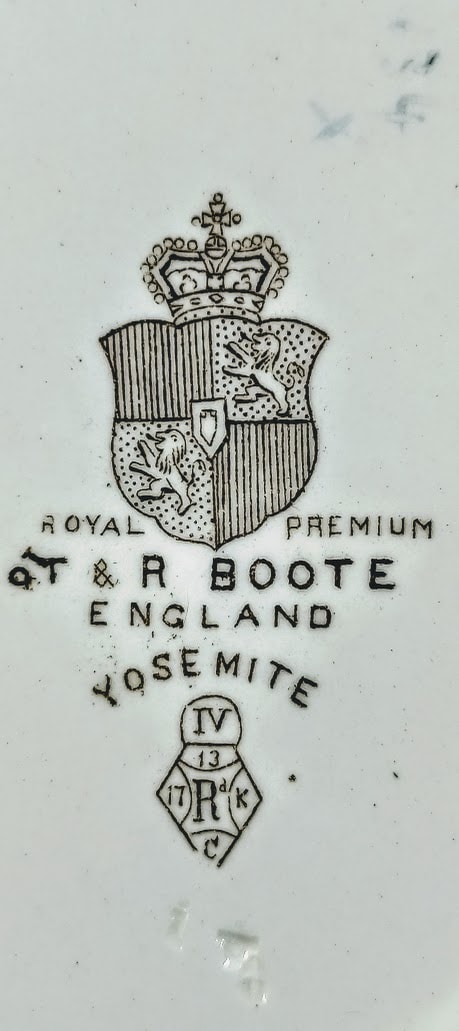 ROYAL PREMIUM
T & R BOOTE
ENGLAND
YOSEMITE
IV
13
17 Rd K
C